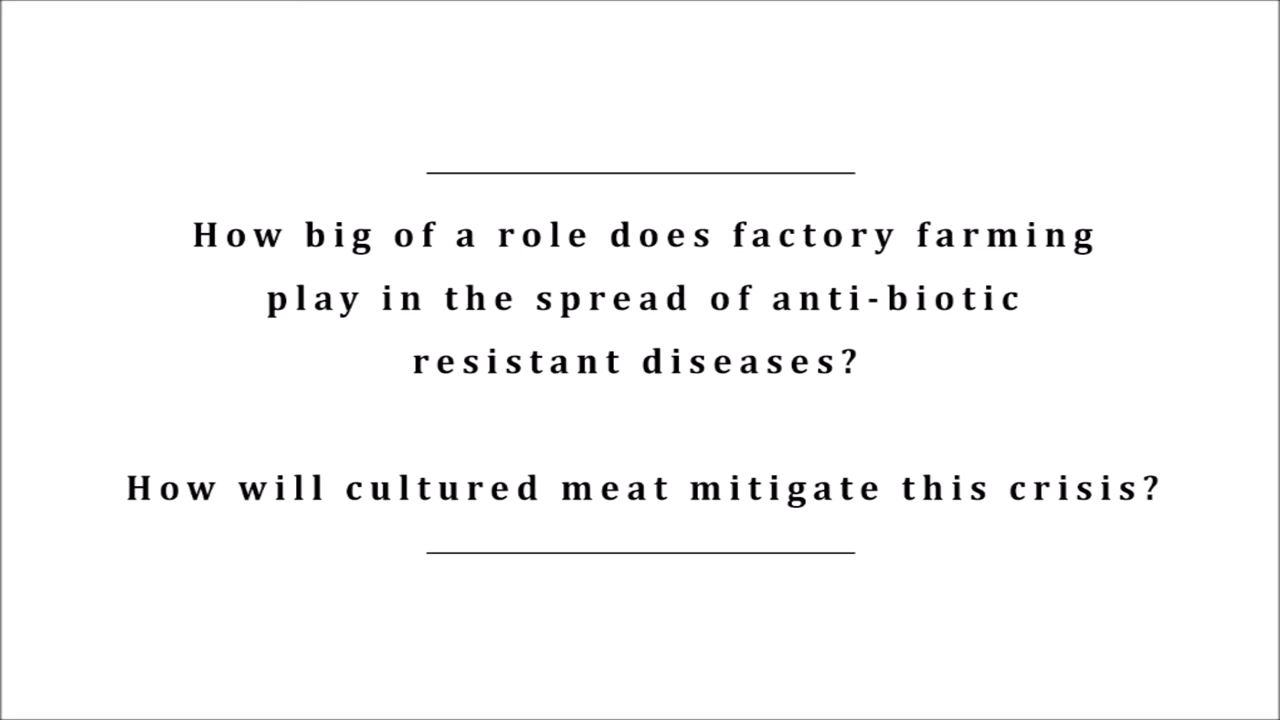 How big of a role does factory farming
play in the spread of anti-biotic
resistant diseases?
How will cultured meat mitigate this crisis?